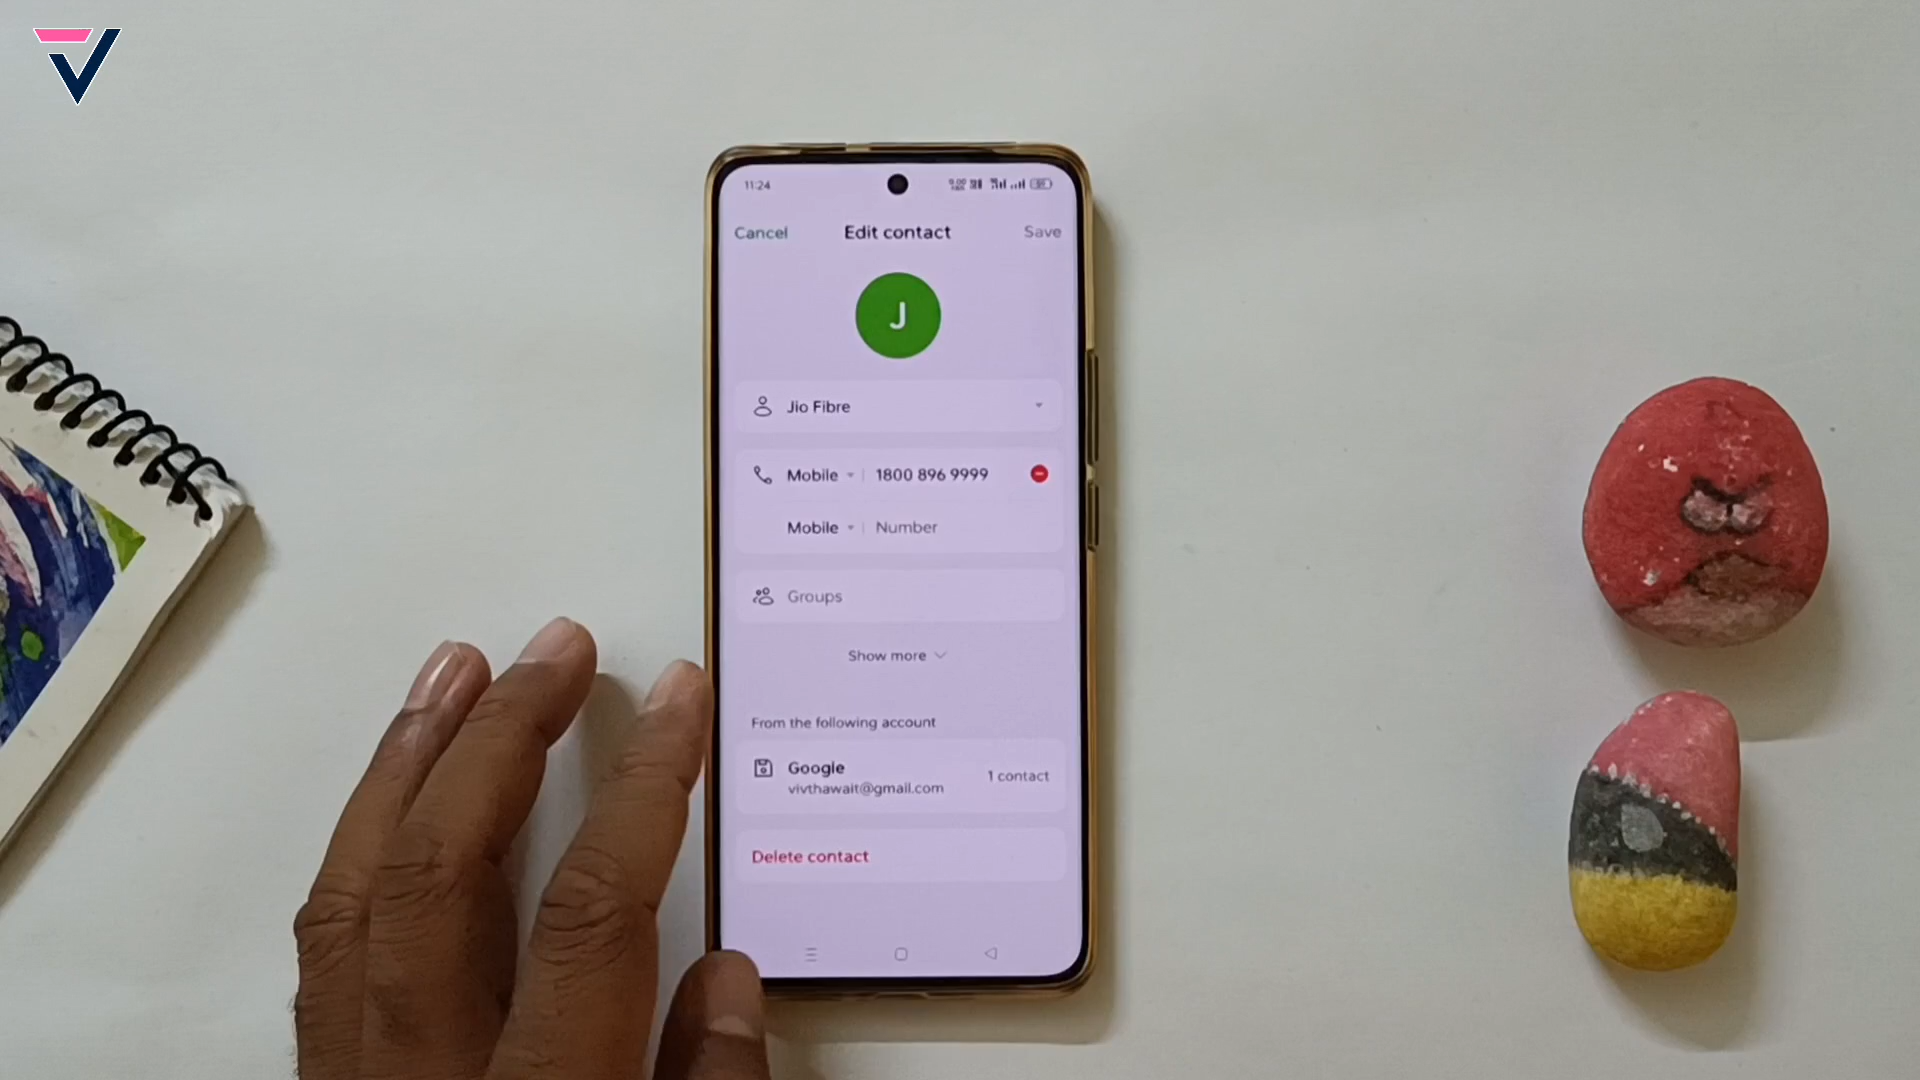 11:24
Cancel Edit contact Save
J
Jio Fibre
Mobile 1800 896 9999
Mobile Number
Groups
Show more
From the following account
Google
vivthawait@gmail.com
1 contact
Delete contact